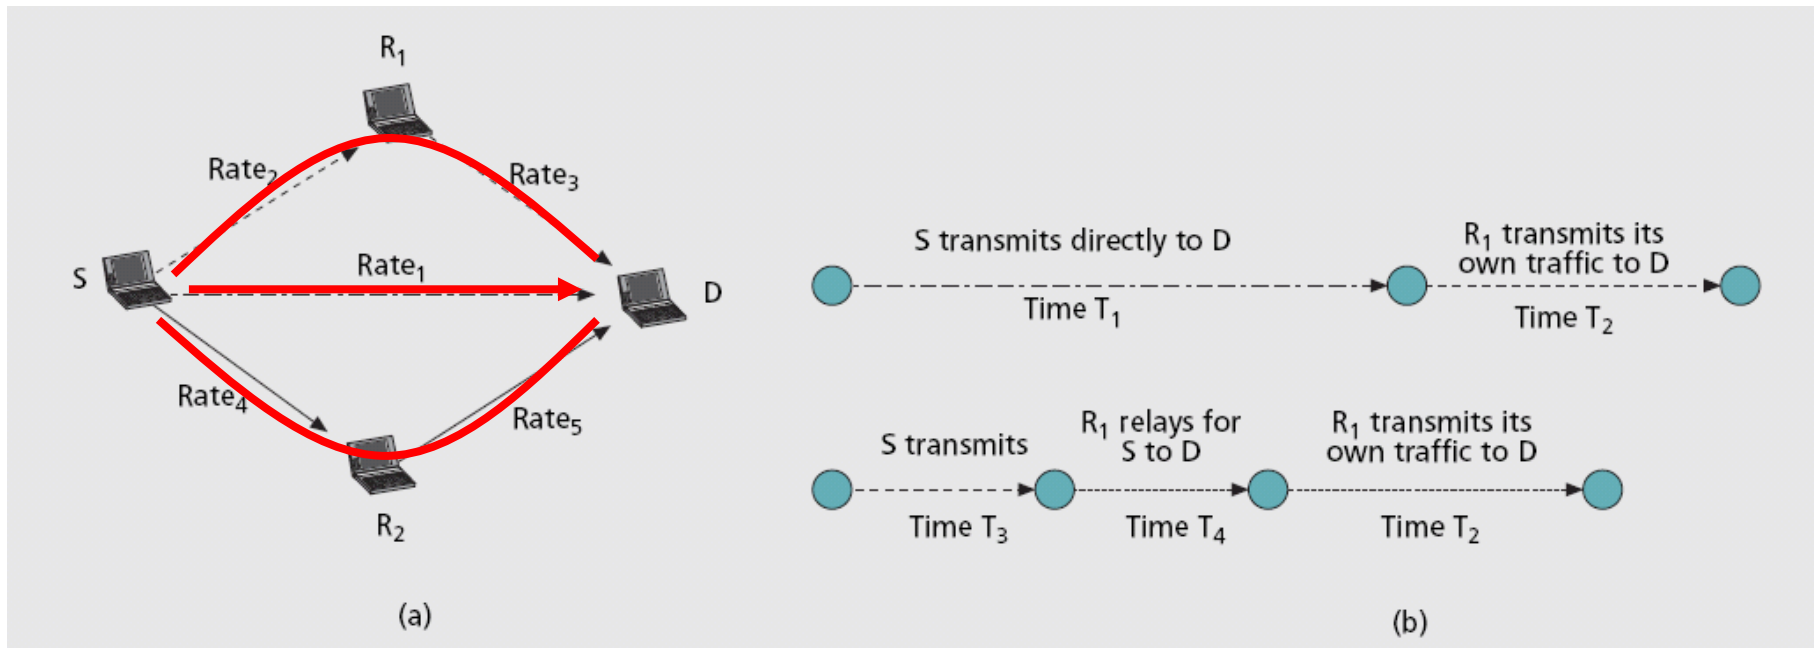 R1
Rate2
Rate3
S
Rate1
D
Rate4
Rate5
R2
(a)
S transmits directly to D
Time T1
R1 transmits its
own traffic to D
Time T2
S transmits
Time T3
R1 relays for
S to D
Time T4
R1 transmits its
own traffic to D
Time T2
(b)